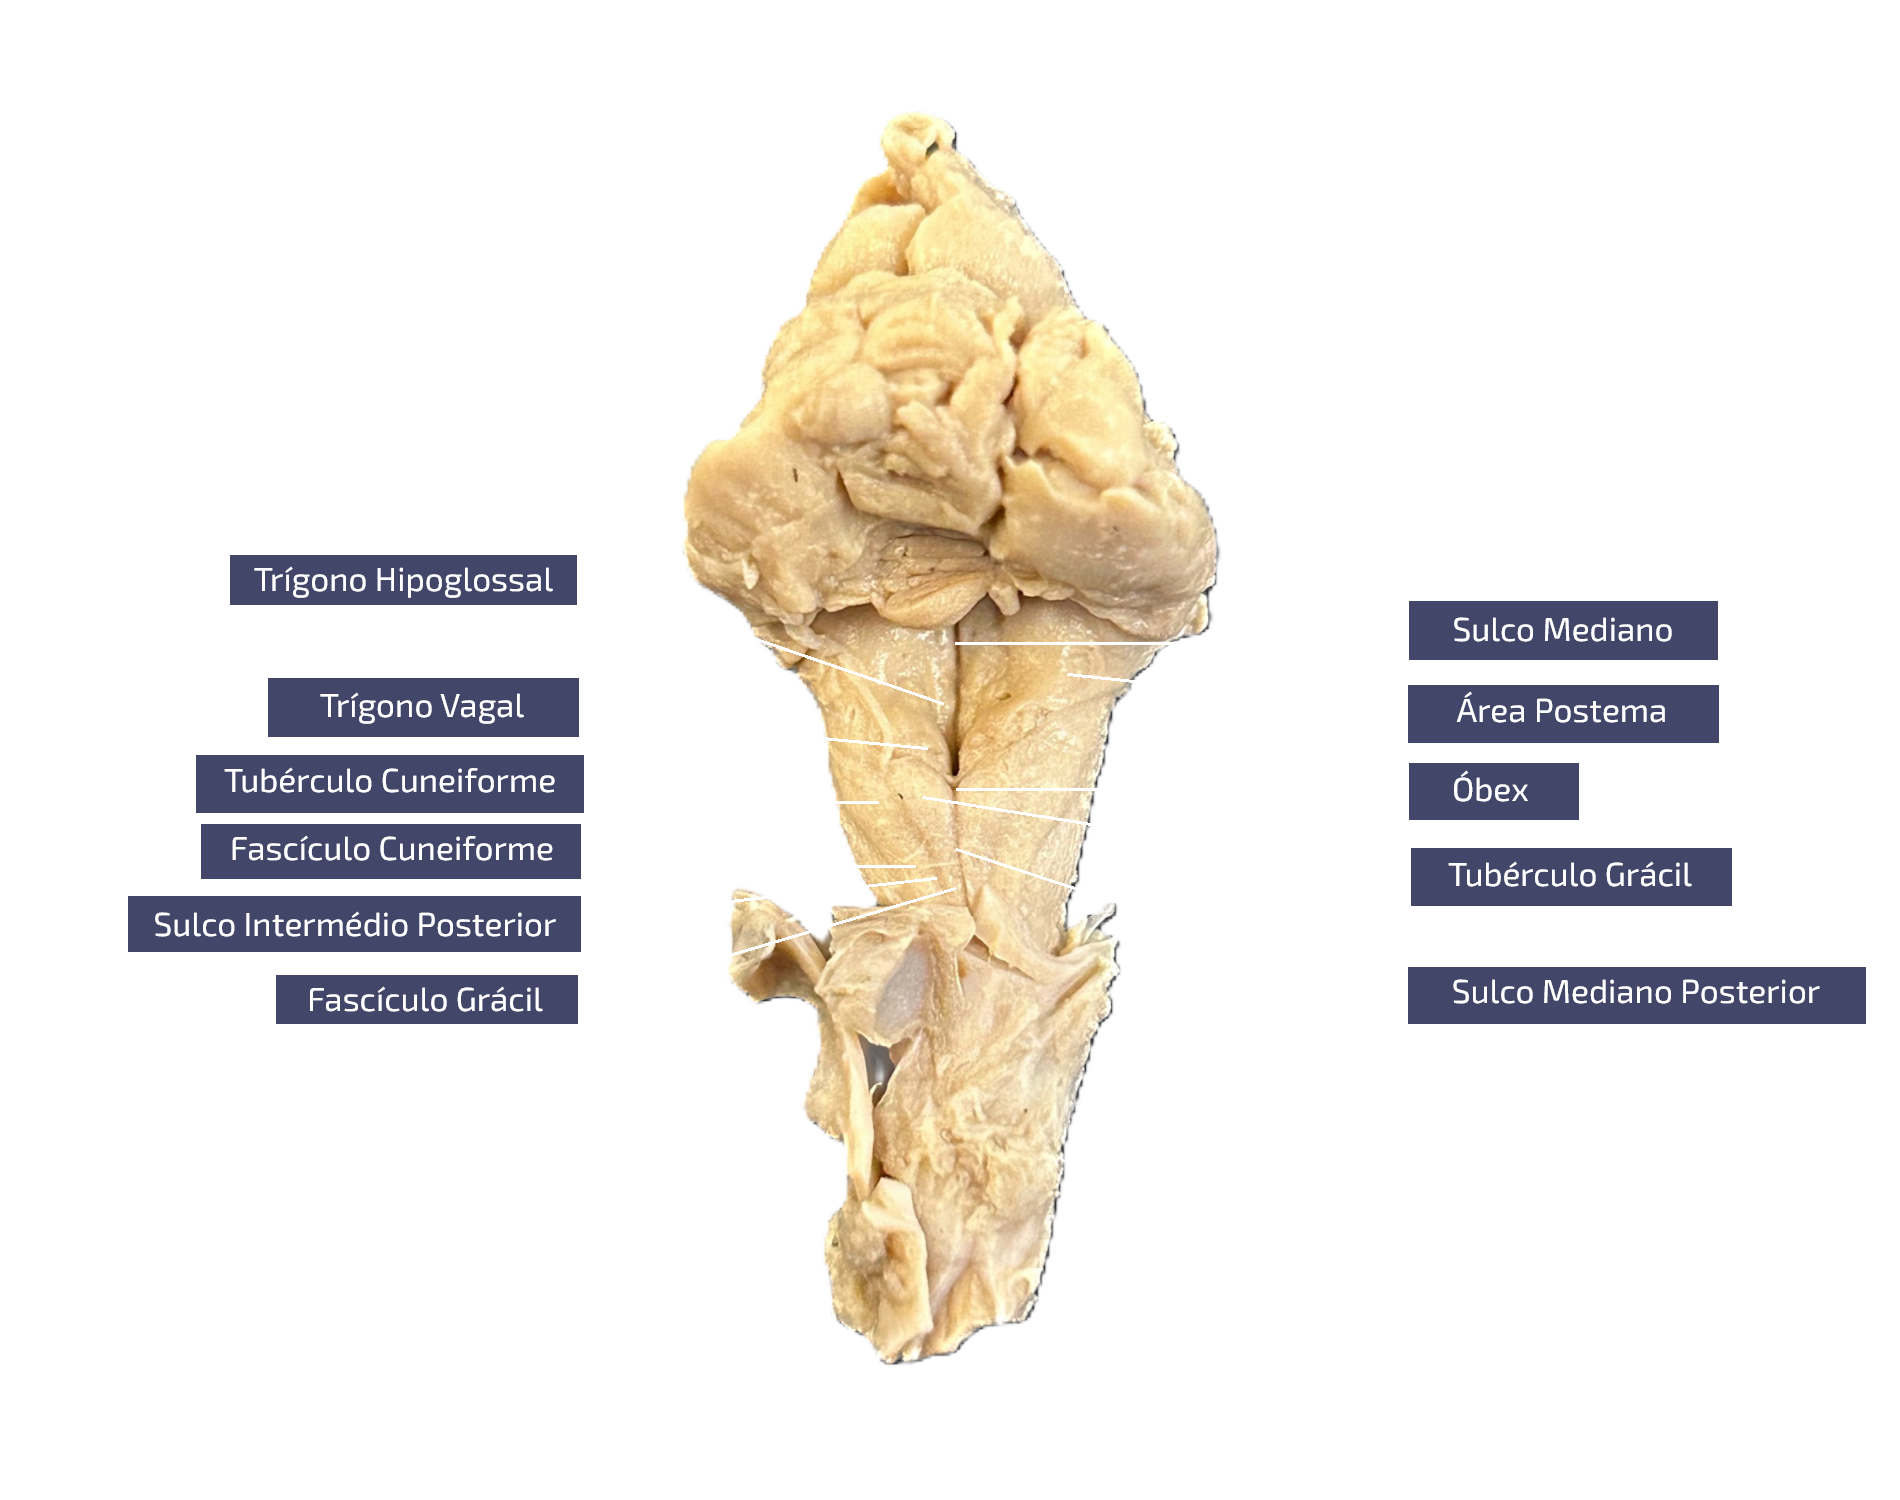 Trígono Hipoglossal
Trígono Vagal
Tubérculo Cuneiforme
Fascículo Cuneiforme
Sulco Intermédio Posterior
Fascículo Grácil
Sulco Mediano
Área Postema
Óbex
Tubérculo Grácil
Sulco Mediano Posterior